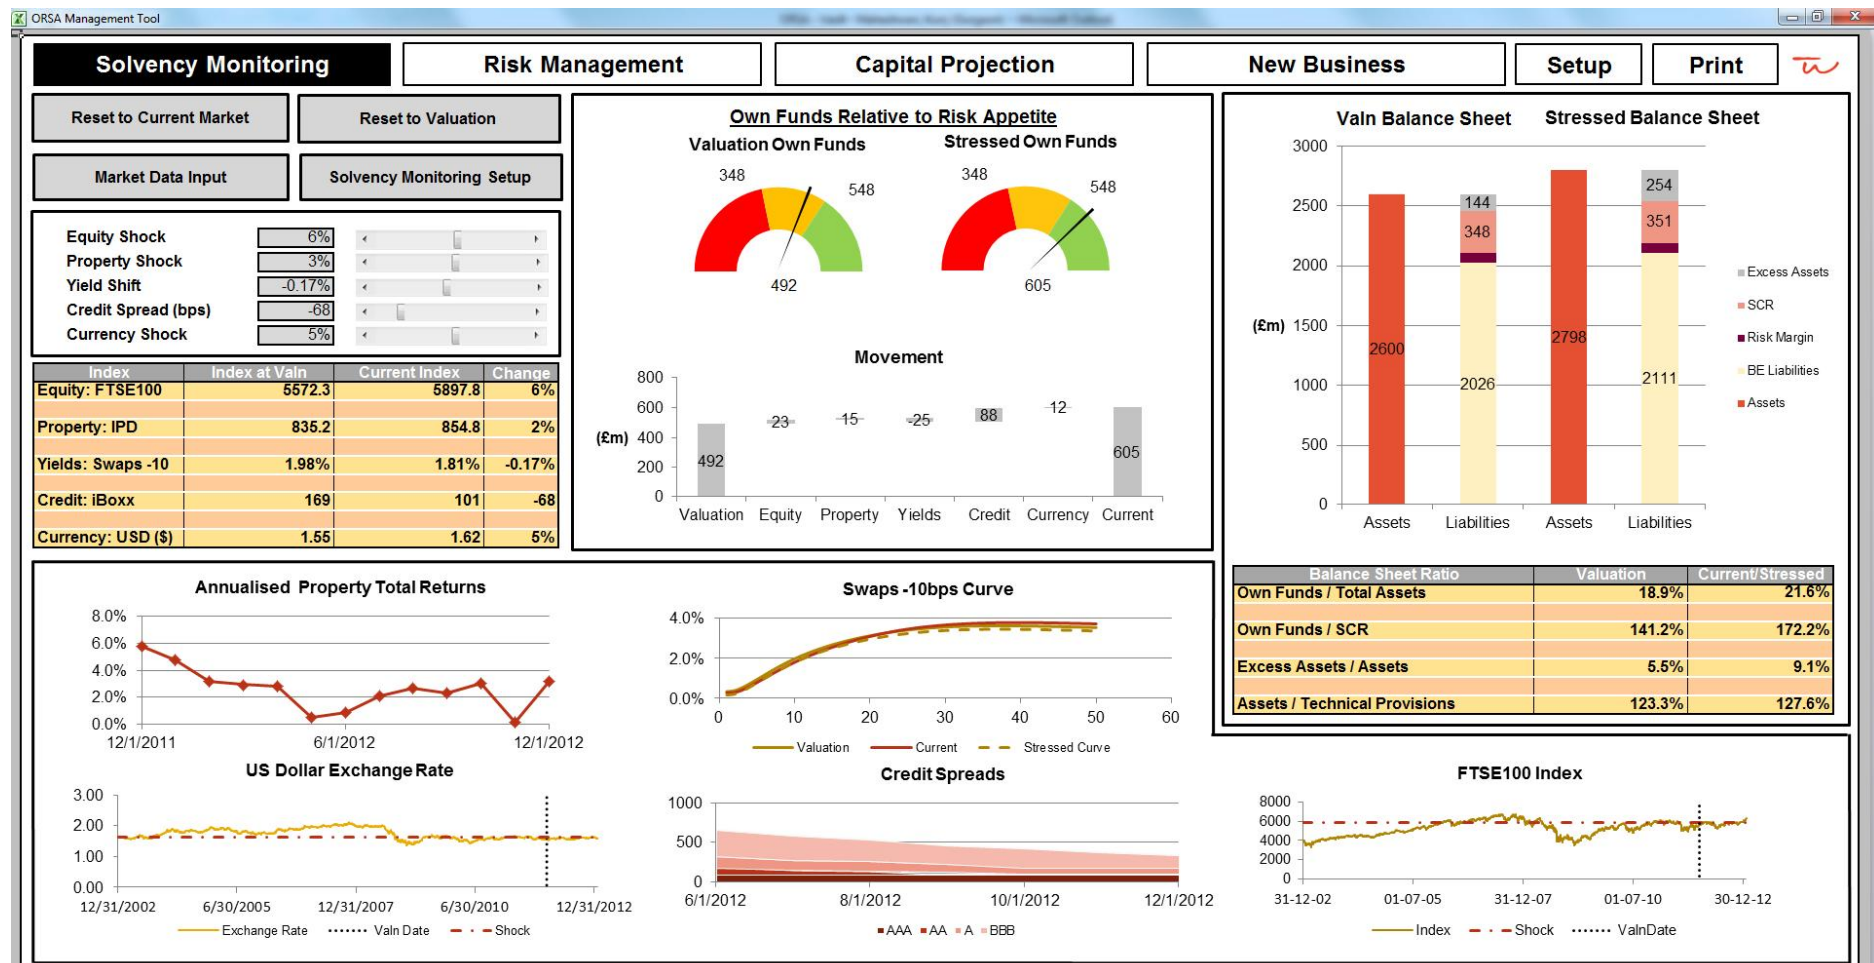 ORSA Management Tool
Solvency Monitoring
Risk Management
Capital Projection
New Business
Setup
Print
Reset to Current Market
Reset to Valuation
Market Data Input
Solvency Monitoring Setup
Equity Shock 6%
Property Shock 3%
Yield Shift -0.17%
Credit Spread (bps) -68
Currency Shock 5%
Index Index at Valn Current Index Change
Equity: FTSE100 5572.3 5897.8 6%
Property: IPD 835.2 854.8 2%
Yields: Swaps -10 1.98% 1.81% -0.17%
Credit: iBoxx 169 101 -68
Currency: USD ($) 1.55 1.62 5%
Own Funds Relative to Risk Appetite
Valuation Own Funds
348
548
492
Stressed Own Funds
348
548
605
Movement
(£m)
800
600
400
200
0
492
23
15
-25
88
12
605
Valuation Equity Property Yields Credit Currency Current
Valn Balance Sheet
Stressed Balance Sheet
(£m)
3000
2500
2000
1500
1000
500
0
2600
144
348
2026
2798
254
351
2111
Assets Liabilities Assets Liabilities
Excess Assets
SCR
Risk Margin
BE Liabilities
Assets
Balance Sheet Ratio Valuation Current/Stressed
Own Funds / Total Assets 18.9% 21.6%
Own Funds / SCR 141.2% 172.2%
Excess Assets / Assets 5.5% 9.1%
Assets / Technical Provisions 123.3% 127.6%
Annualised Property Total Returns
8.0%
6.0%
4.0%
2.0%
0.0%
12/1/2011 6/1/2012 12/1/2012
Swaps -10bps Curve
4.0%
2.0%
0.0%
0 10 20 30 40 50 60
Valuation Current Stressed Curve
US Dollar Exchange Rate
3.00
2.00
1.00
0.00
12/31/2002 6/30/2005 12/31/2007 6/30/2010 12/31/2012
Exchange Rate Valn Date Shock
Credit Spreads
1000
500
0
6/1/2012 8/1/2012 10/1/2012 12/1/2012
AAA AA A BBB
FTSE100 Index
8000
6000
4000
2000
0
31-12-02 01-07-05 31-12-07 01-07-10 30-12-12
Index Shock ValnDate